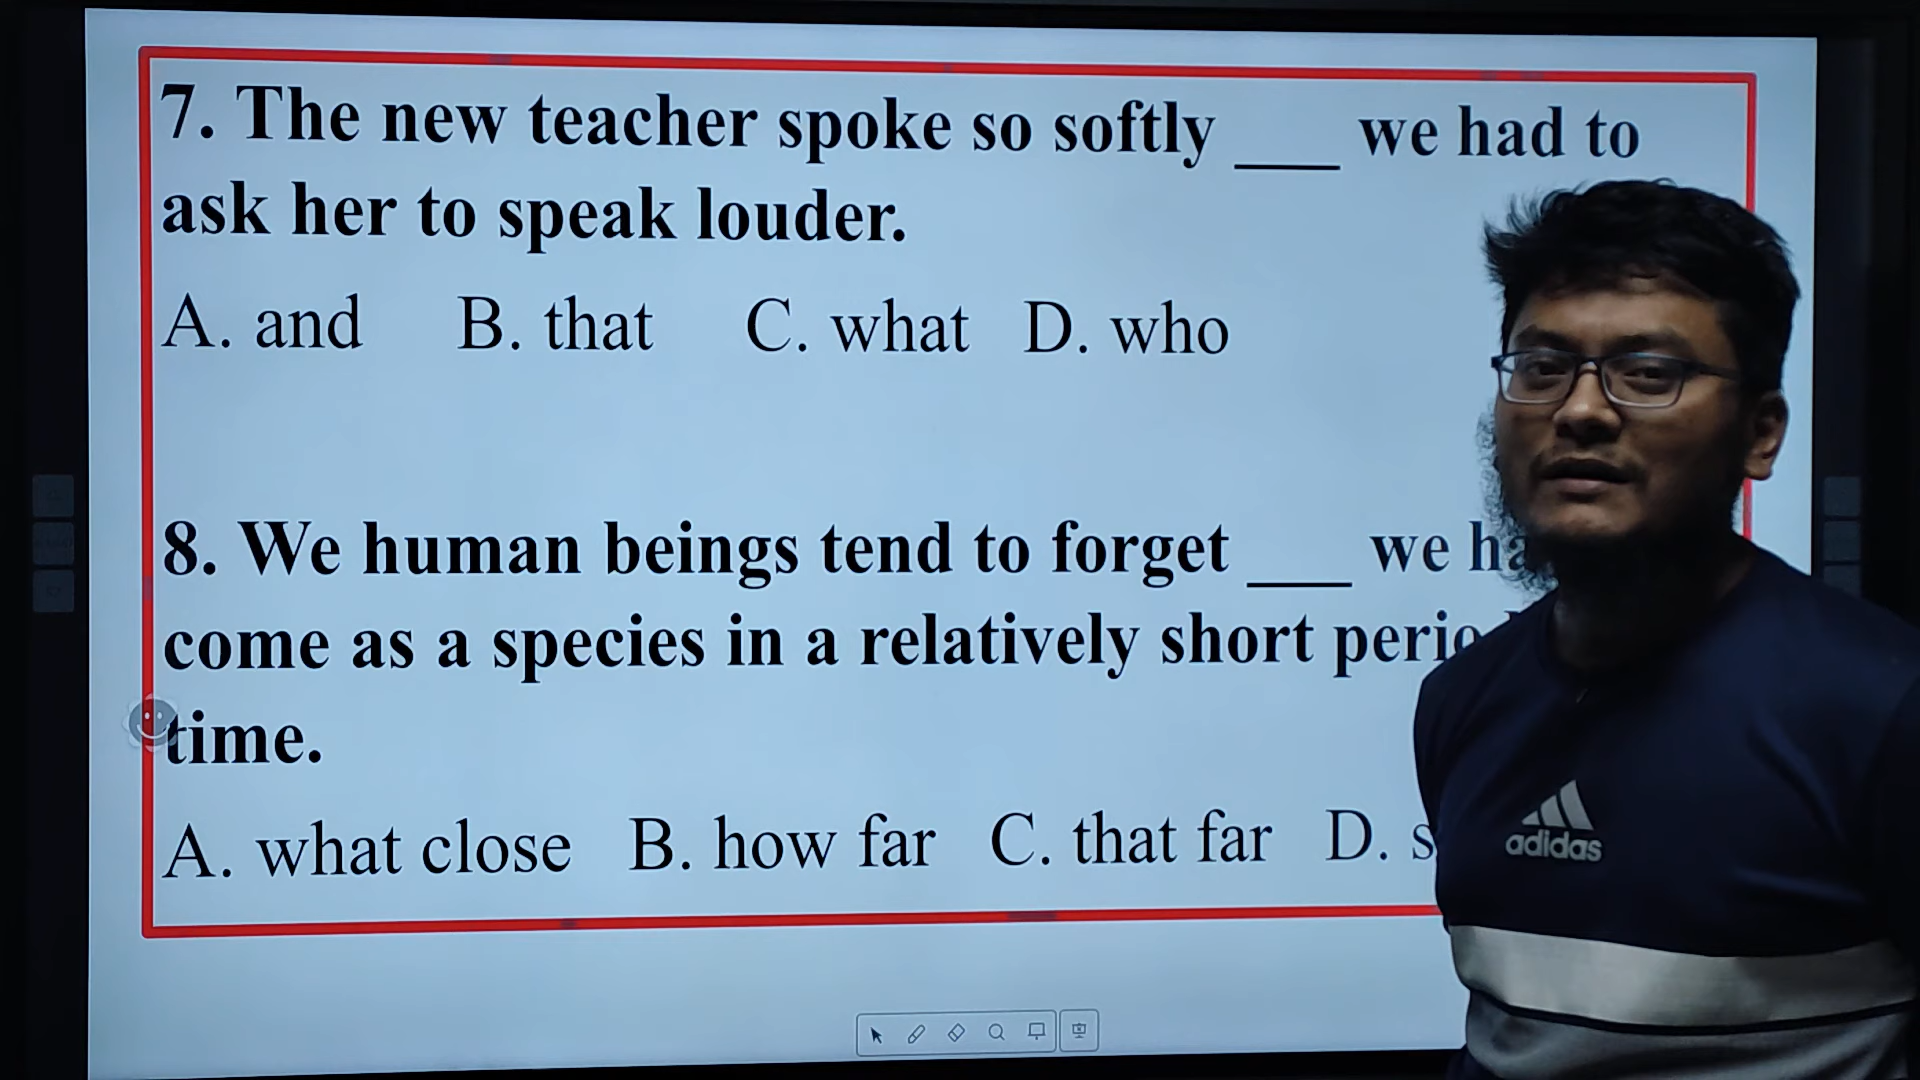 7. The new teacher spoke so softly ___ we had to
ask her to speak louder.
A. and B. that C. what D. who
8. We human beings tend to forget ___ we
come as a species in a relatively short
time.
A. what close B. how far C. that far D.
adidas